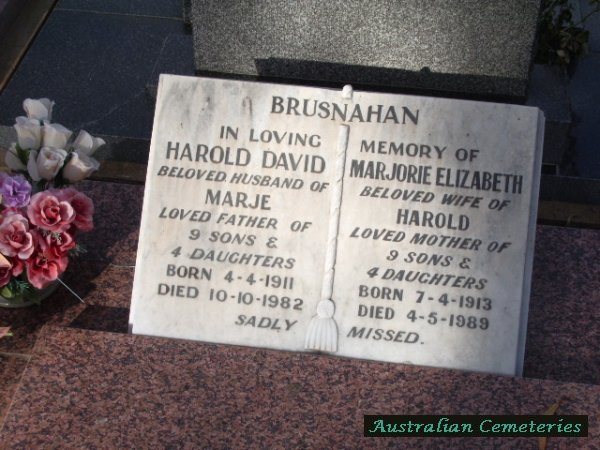 BRUSNAHAN
IN LOVING
HAROLD DAVID
BELOVED HUSBAND OF
MARJE
LOVED FATHER OF
9 SONS &
4 DAUGHTERS
BORN 4-4-1911
DIED 10-10-1982
SADLY
MEMORY OF
MARJORIE ELIZABETH
BELOVED WIFE OF
HAROLD
LOVED MOTHER OF
9 SONS &
4 DAUGHTERS
BORN 7-4-1913
DIED 4-5-1989
MISSED.
Australian Cemeteries